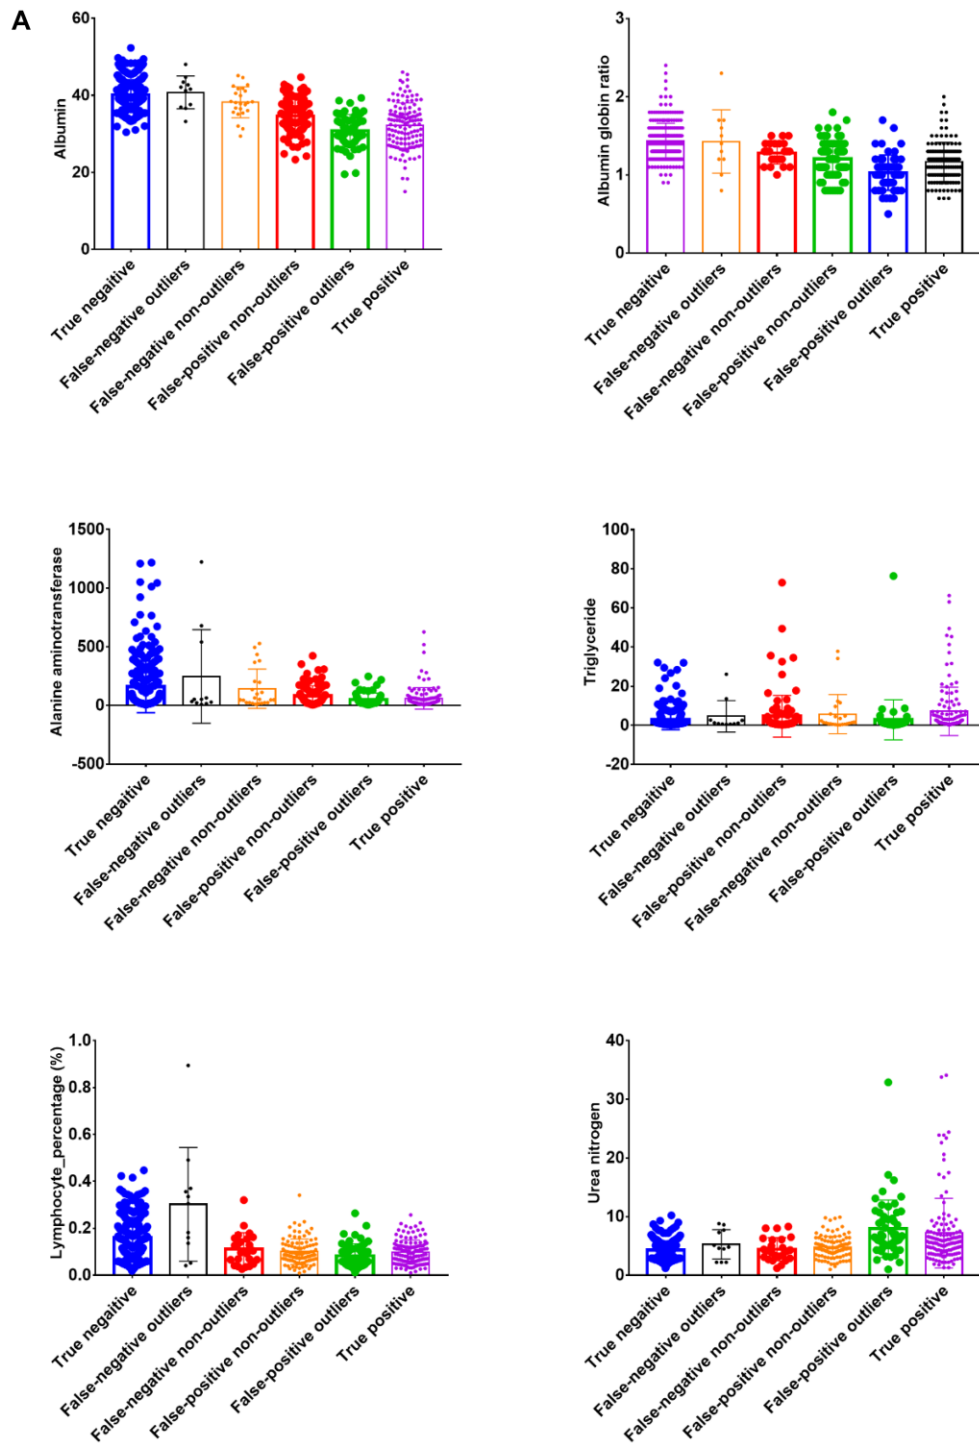 A
60
40
20
0
Albumin
True negaitive
False-negative outliers
False-negative non-outliers
False-positive non-outliers
False-positive outliers
True positive
3
2
1
0
Albumin globin ratio
True negaitive
False-negative outliers
False-negative non-outliers
False-positive non-outliers
False-positive outliers
True positive
1500
1000
500
0
-500
Alanine aminotransferase
True negaitive
False-negative outliers
False-negative non-outliers
False-positive non-outliers
False-positive outliers
True positive
100
80
60
40
20
0
-20
Triglyceride
True negaitive
False-negative outliers
False-positive non-outliers
False-negative non-outliers
False-positive outliers
True positive
1.0
0.8
0.6
0.4
0.2
0.0
Lymphocyte_percentage (%)
True negaitive
False-negative outliers
False-negative non-outliers
False-positive non-outliers
False-positive outliers
True positive
40
30
20
10
0
Urea nitrogen
True negaitive
False-negative outliers
False-negative non-outliers
False-positive non-outliers
False-positive outliers
True positive